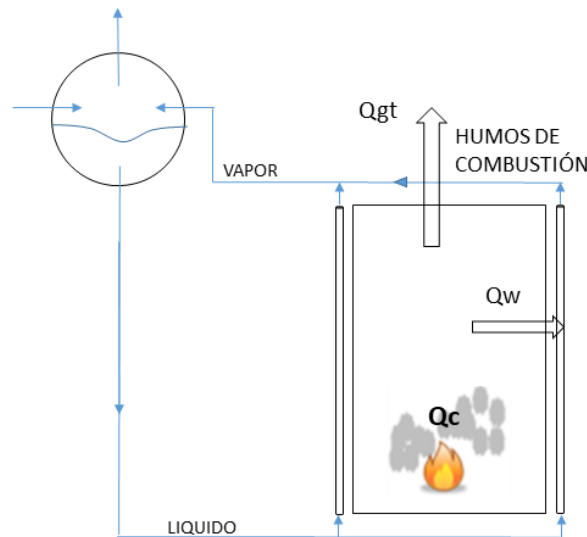 Qgt
HUMOS DE
COMBUSTIÓN
VAPOR
Qw
Qc
LIQUIDO